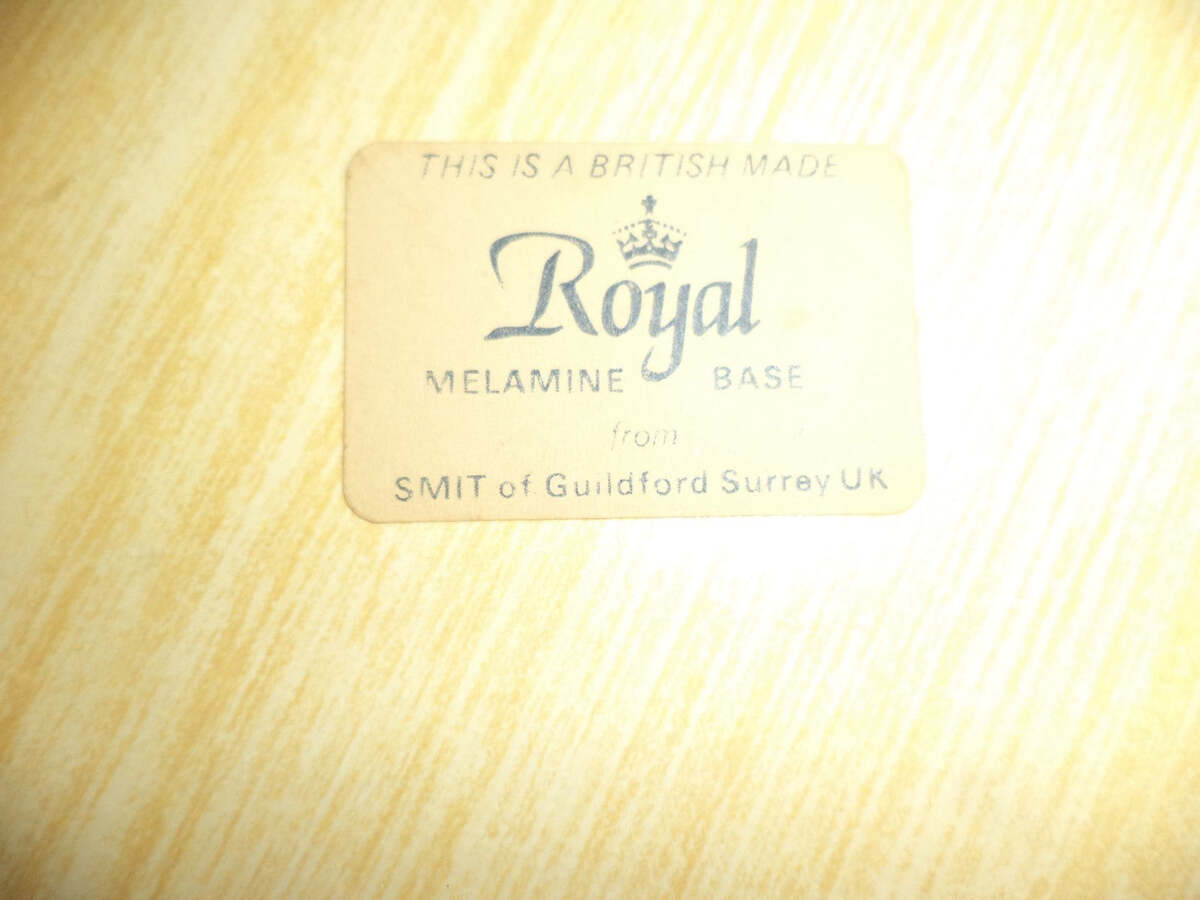 THIS IS A BRITISH MADE
Royal
MELAMINE BASE
from
SMIT of Guildford Surrey UK